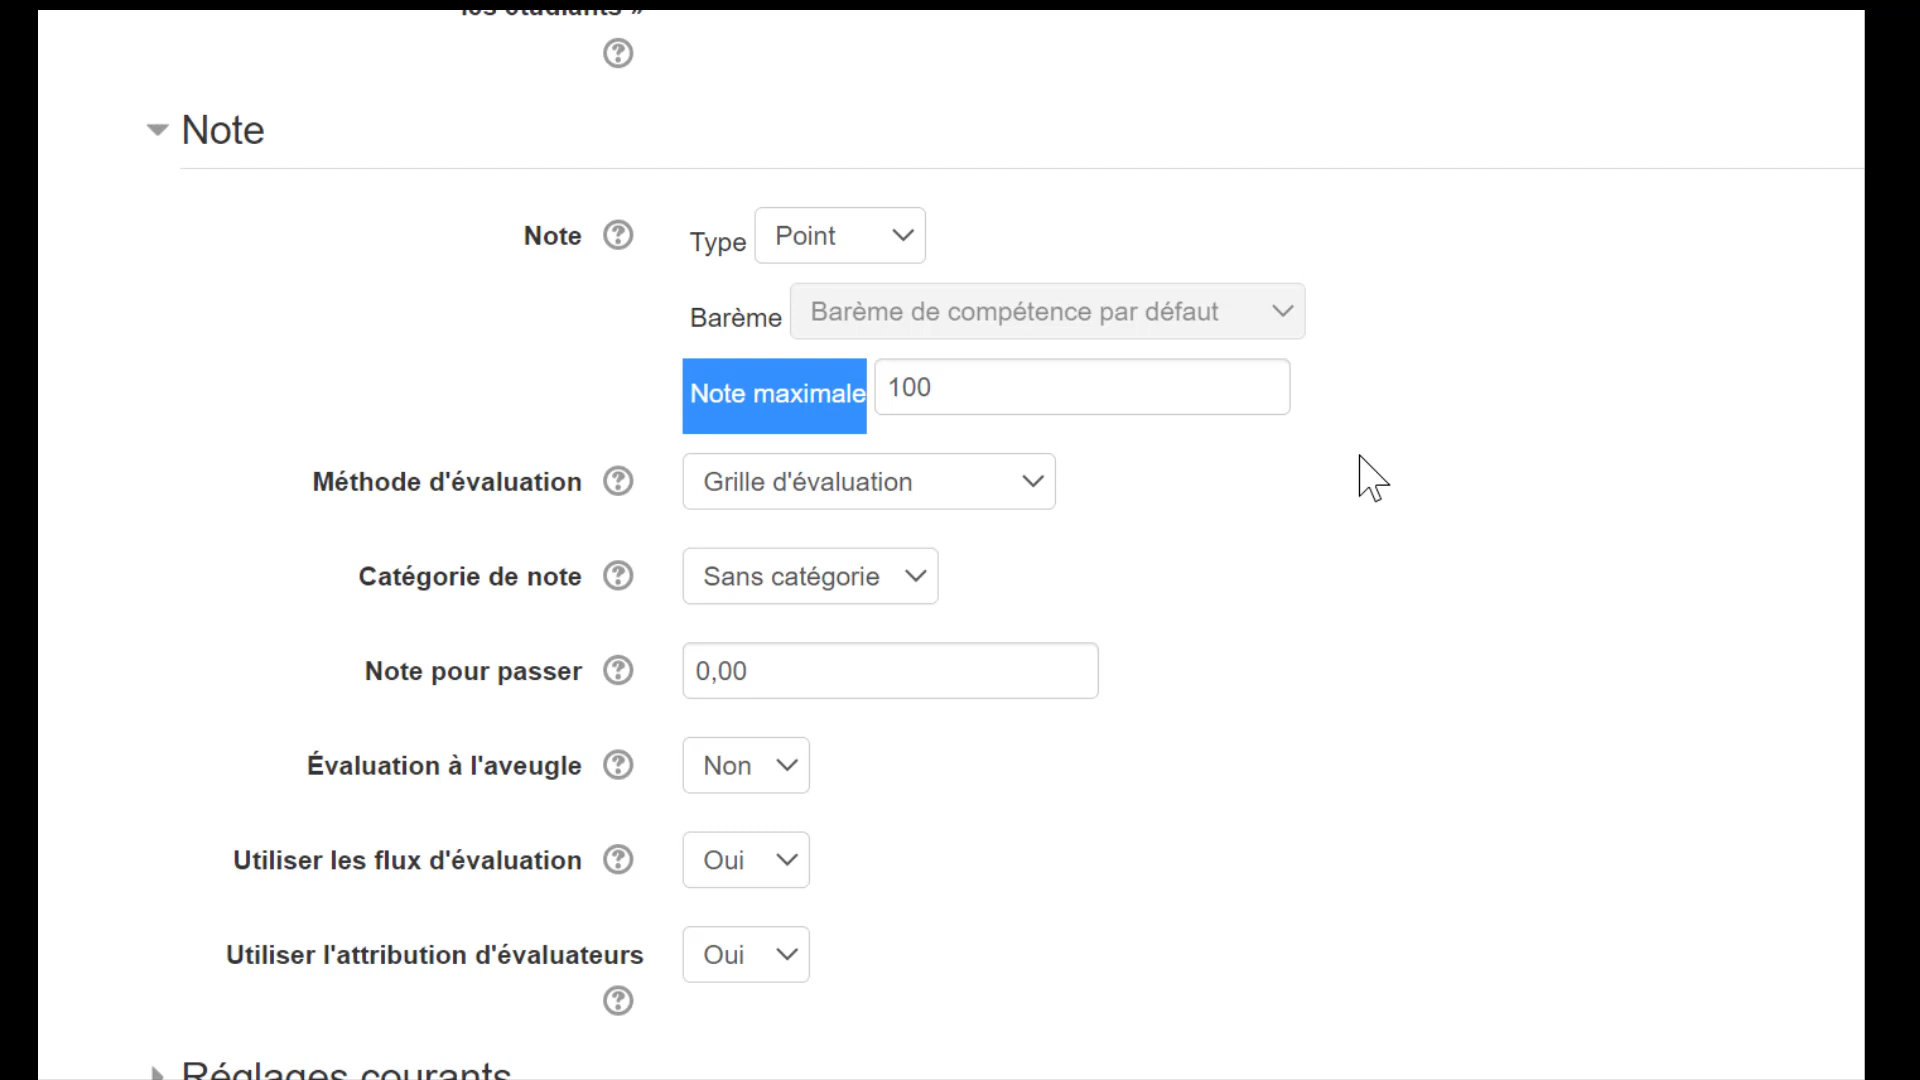 les étudiants »
Note
Note
Type Point
Barème Barème de compétence par défaut
Note maximale 100
Méthode d'évaluation Grille d'évaluation
Catégorie de note Sans catégorie
Note pour passer 0,00
Évaluation à l'aveugle Non
Utiliser les flux d'évaluation Oui
Utiliser l'attribution d'évaluateurs Oui
Réglages courants